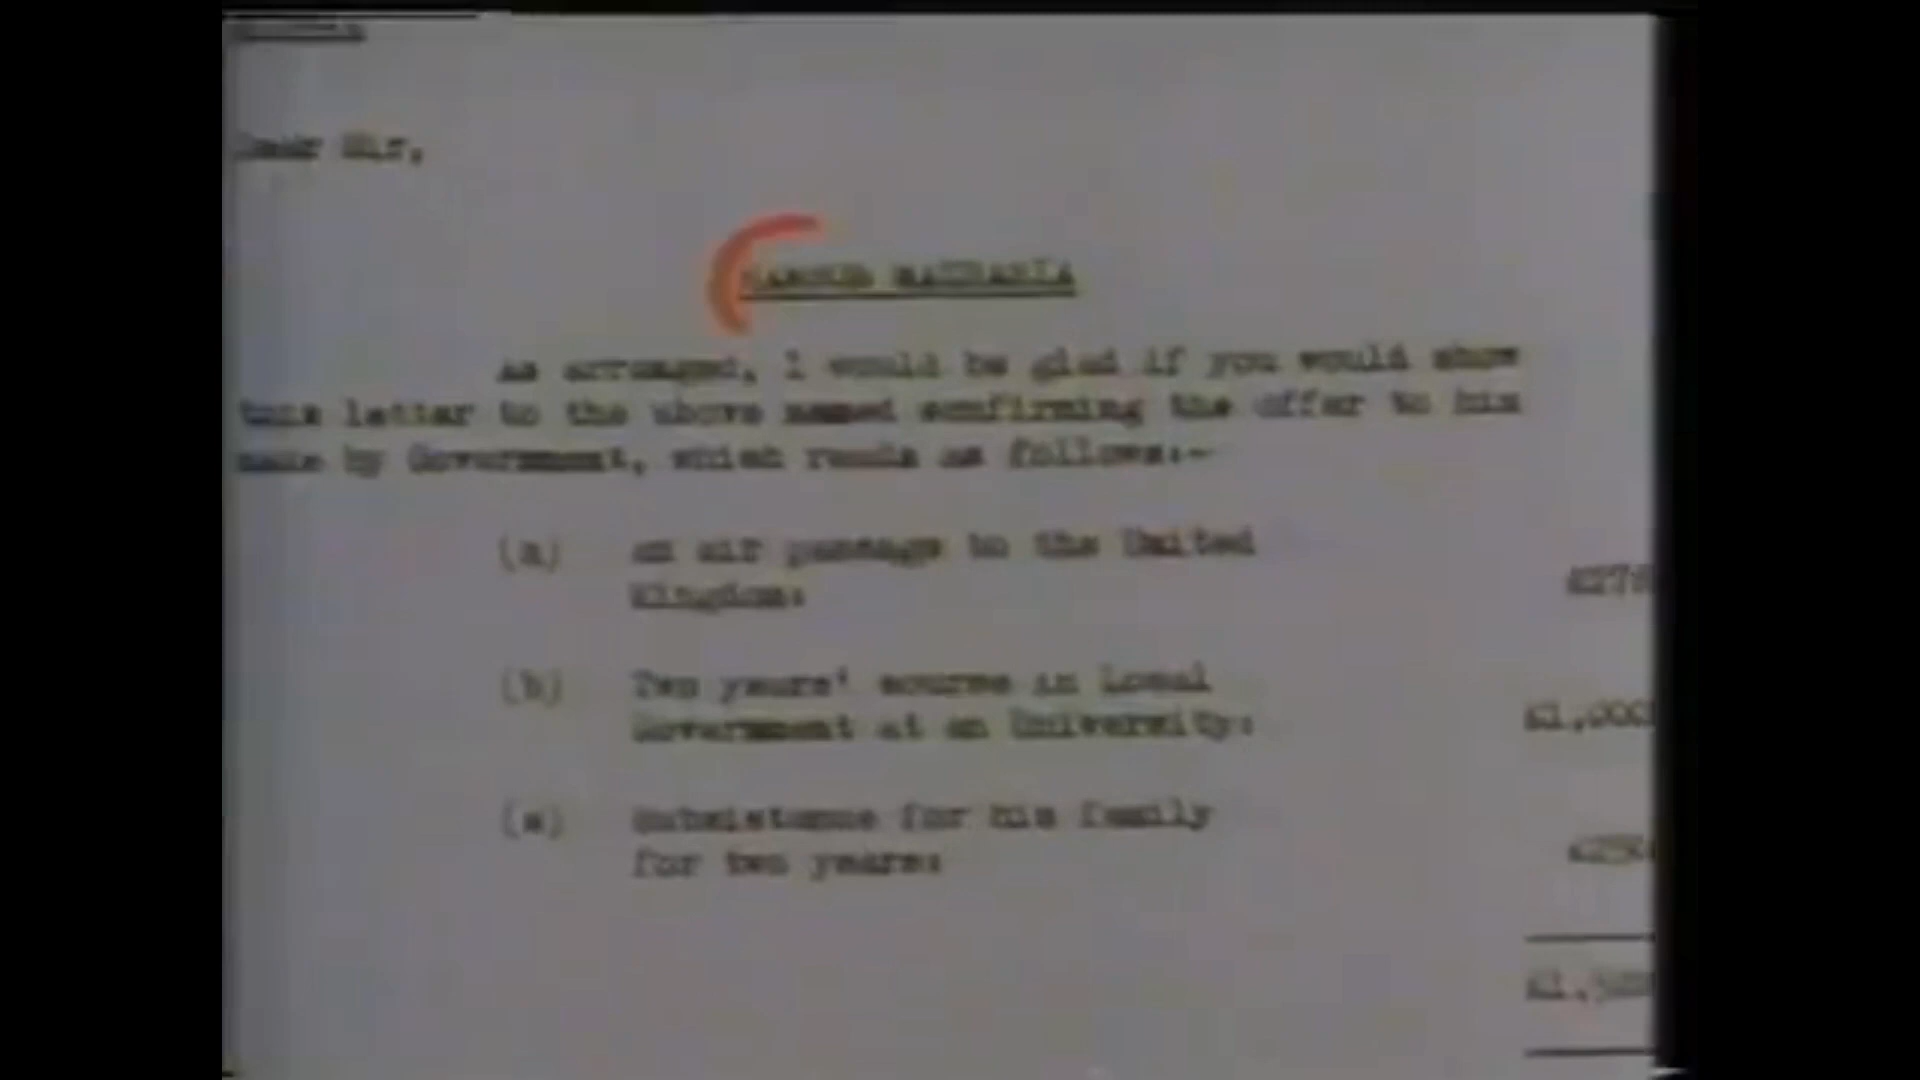 Dear Sir,
As arranged, I would be glad if you would show
this letter to the above named confirming the offer to him
made by Government, which reads as follows:-
(a) an air passage to the United
Kingdom:
(b) Two years' course in Local
Government at an University:
(c) Subsistence for his family
for two years: